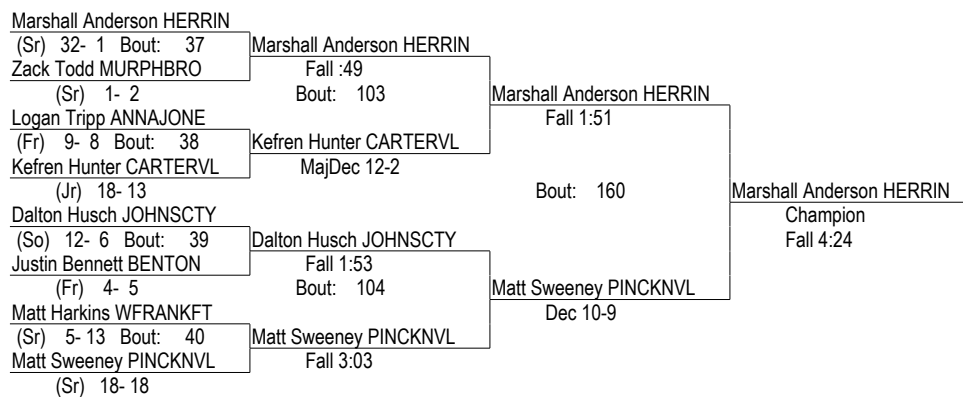 Marshall Anderson HERRIN
(Sr) 32- 1 Bout: 37
Marshall Anderson HERRIN
Zack Todd MURPHBRO
Fall :49
(Sr) 1- 2
Bout: 103
Marshall Anderson HERRIN
Logan Tripp ANNAJONE
Fall 1:51
(Fr) 9- 8 Bout: 38
Kefren Hunter CARTERVL
Kefren Hunter CARTERVL
MajDec 12-2
(Jr) 18- 13
Bout: 160
Marshall Anderson HERRIN
Dalton Husch JOHNSCTY
Champion
(So) 12- 6 Bout: 39
Dalton Husch JOHNSCTY
Fall 4:24
Justin Bennett BENTON
Fall 1:53
(Fr) 4- 5
Bout: 104
Matt Sweeney PINCKNVL
Matt Harkins WFRANKFT
Dec 10-9
(Sr) 5- 13 Bout: 40
Matt Sweeney PINCKNVL
Matt Sweeney PINCKNVL
Fall 3:03
(Sr) 18- 18